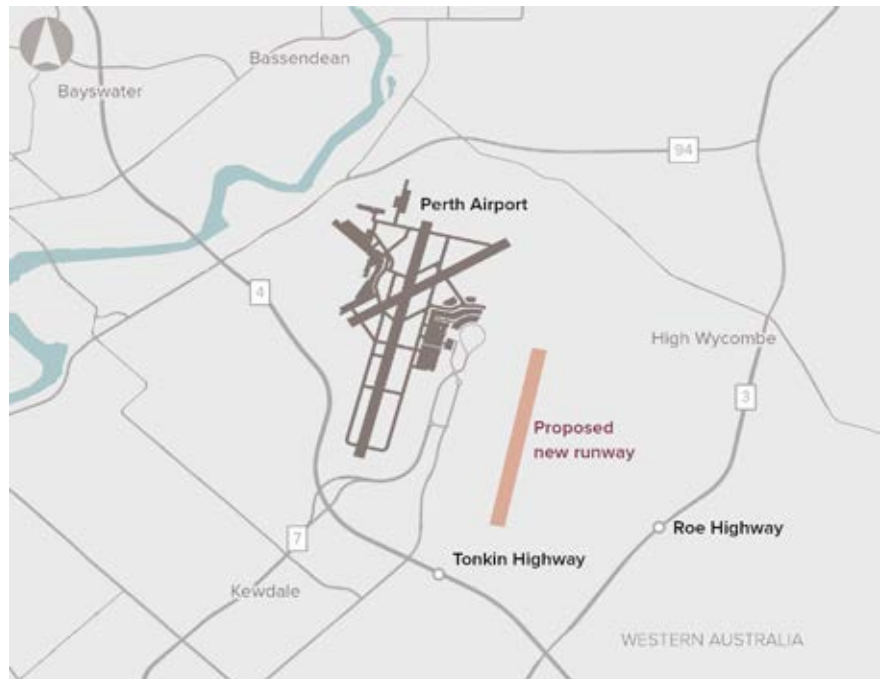 Bassendean
Bayswater
94
Perth Airport
4
High Wycombe
3
Proposed
new runway
Roe Highway
7
Tonkin Highway
Kewdale
WESTERN AUSTRALIA